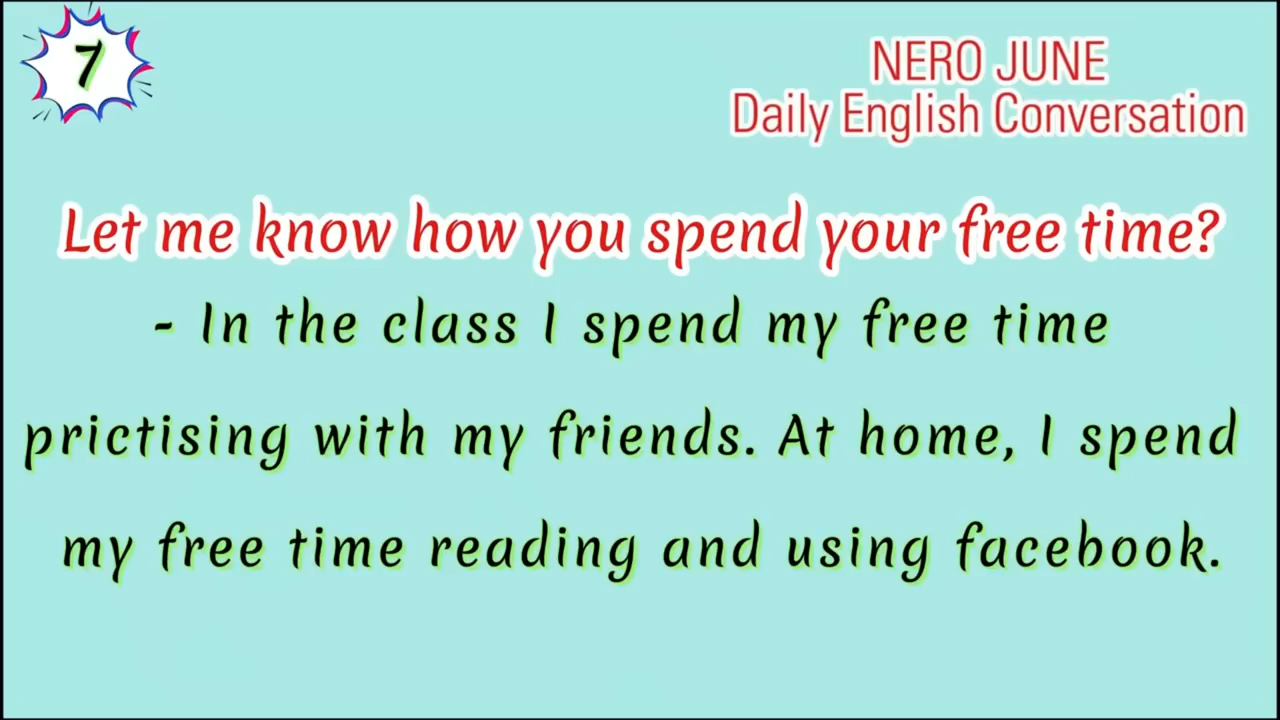 7
NERO JUNE
Daily English Conversation
Let me know how you spend your free time?
- In the class I spend my free time
prictising with my friends. At home, I spend
my free time reading and using facebook.